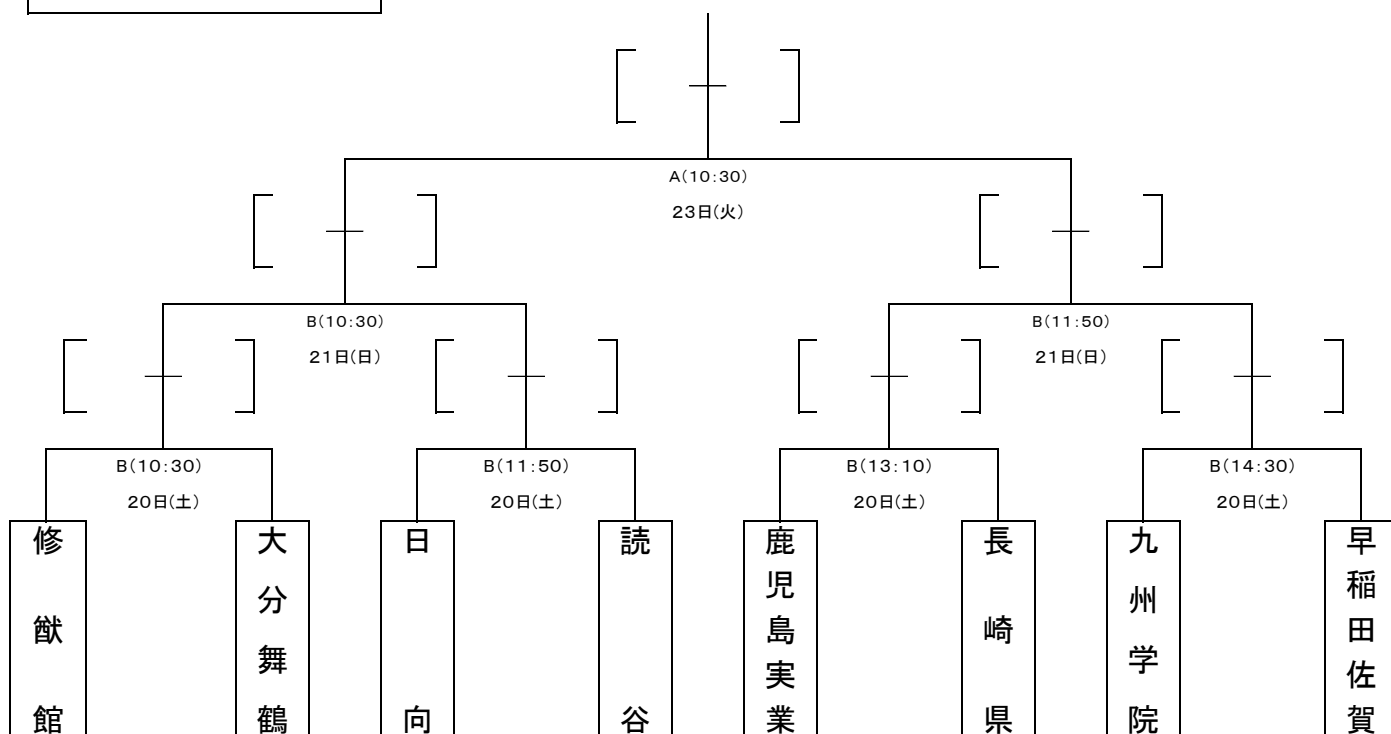 A(10:30)
23日(火)
B(10:30)
21日(日)
B(11:50)
21日(日)
B(10:30)
20日(土)
B(11:50)
20日(土)
B(13:10)
20日(土)
B(14:30)
20日(土)
修猷館
大分舞鶴
日向
読谷
鹿児島実業
長崎県
九州学院
早稲田佐賀